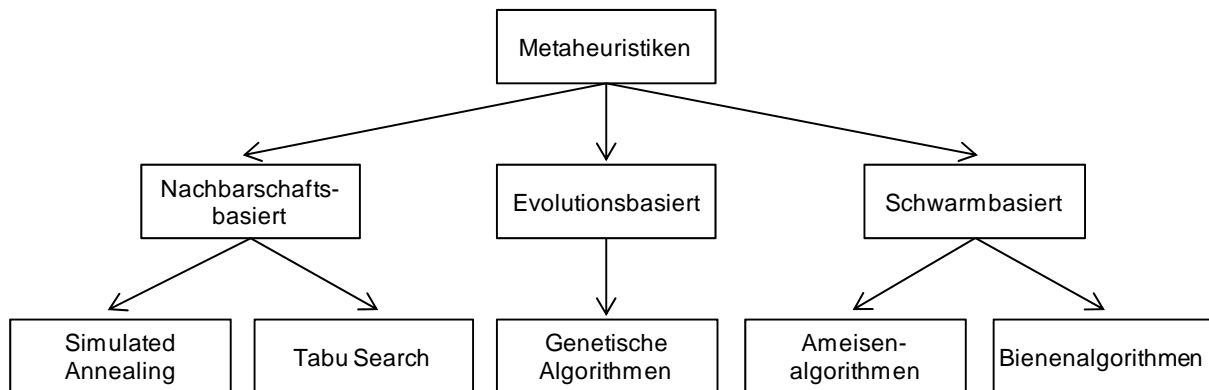 Metaheuristiken
Nachbarschafts-
basiert
Evolutionsbasiert
Schwarmbasiert
Simulated
Annealing
Tabu Search
Genetische
Algorithmen
Ameisen-
algorithmen
Bienenalgorithmen